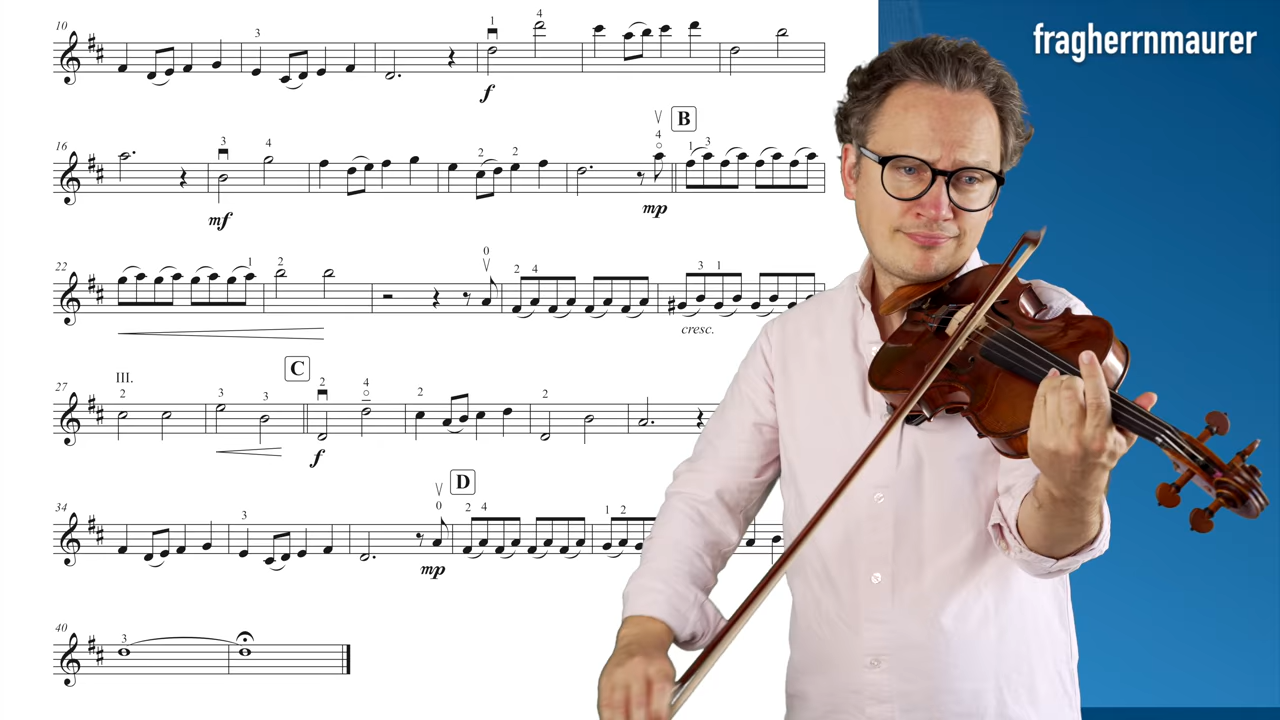 fragherrnmaurer
10 3 1 4
f
16 3 4 2 2 4 B 1 3
mf mp
22 1 2 0 2 4 3 1
cresc.
27 III. 2 3 3 C 2 4 2 2
f
34 3 0 D 2 4 1 2
mp
40 3